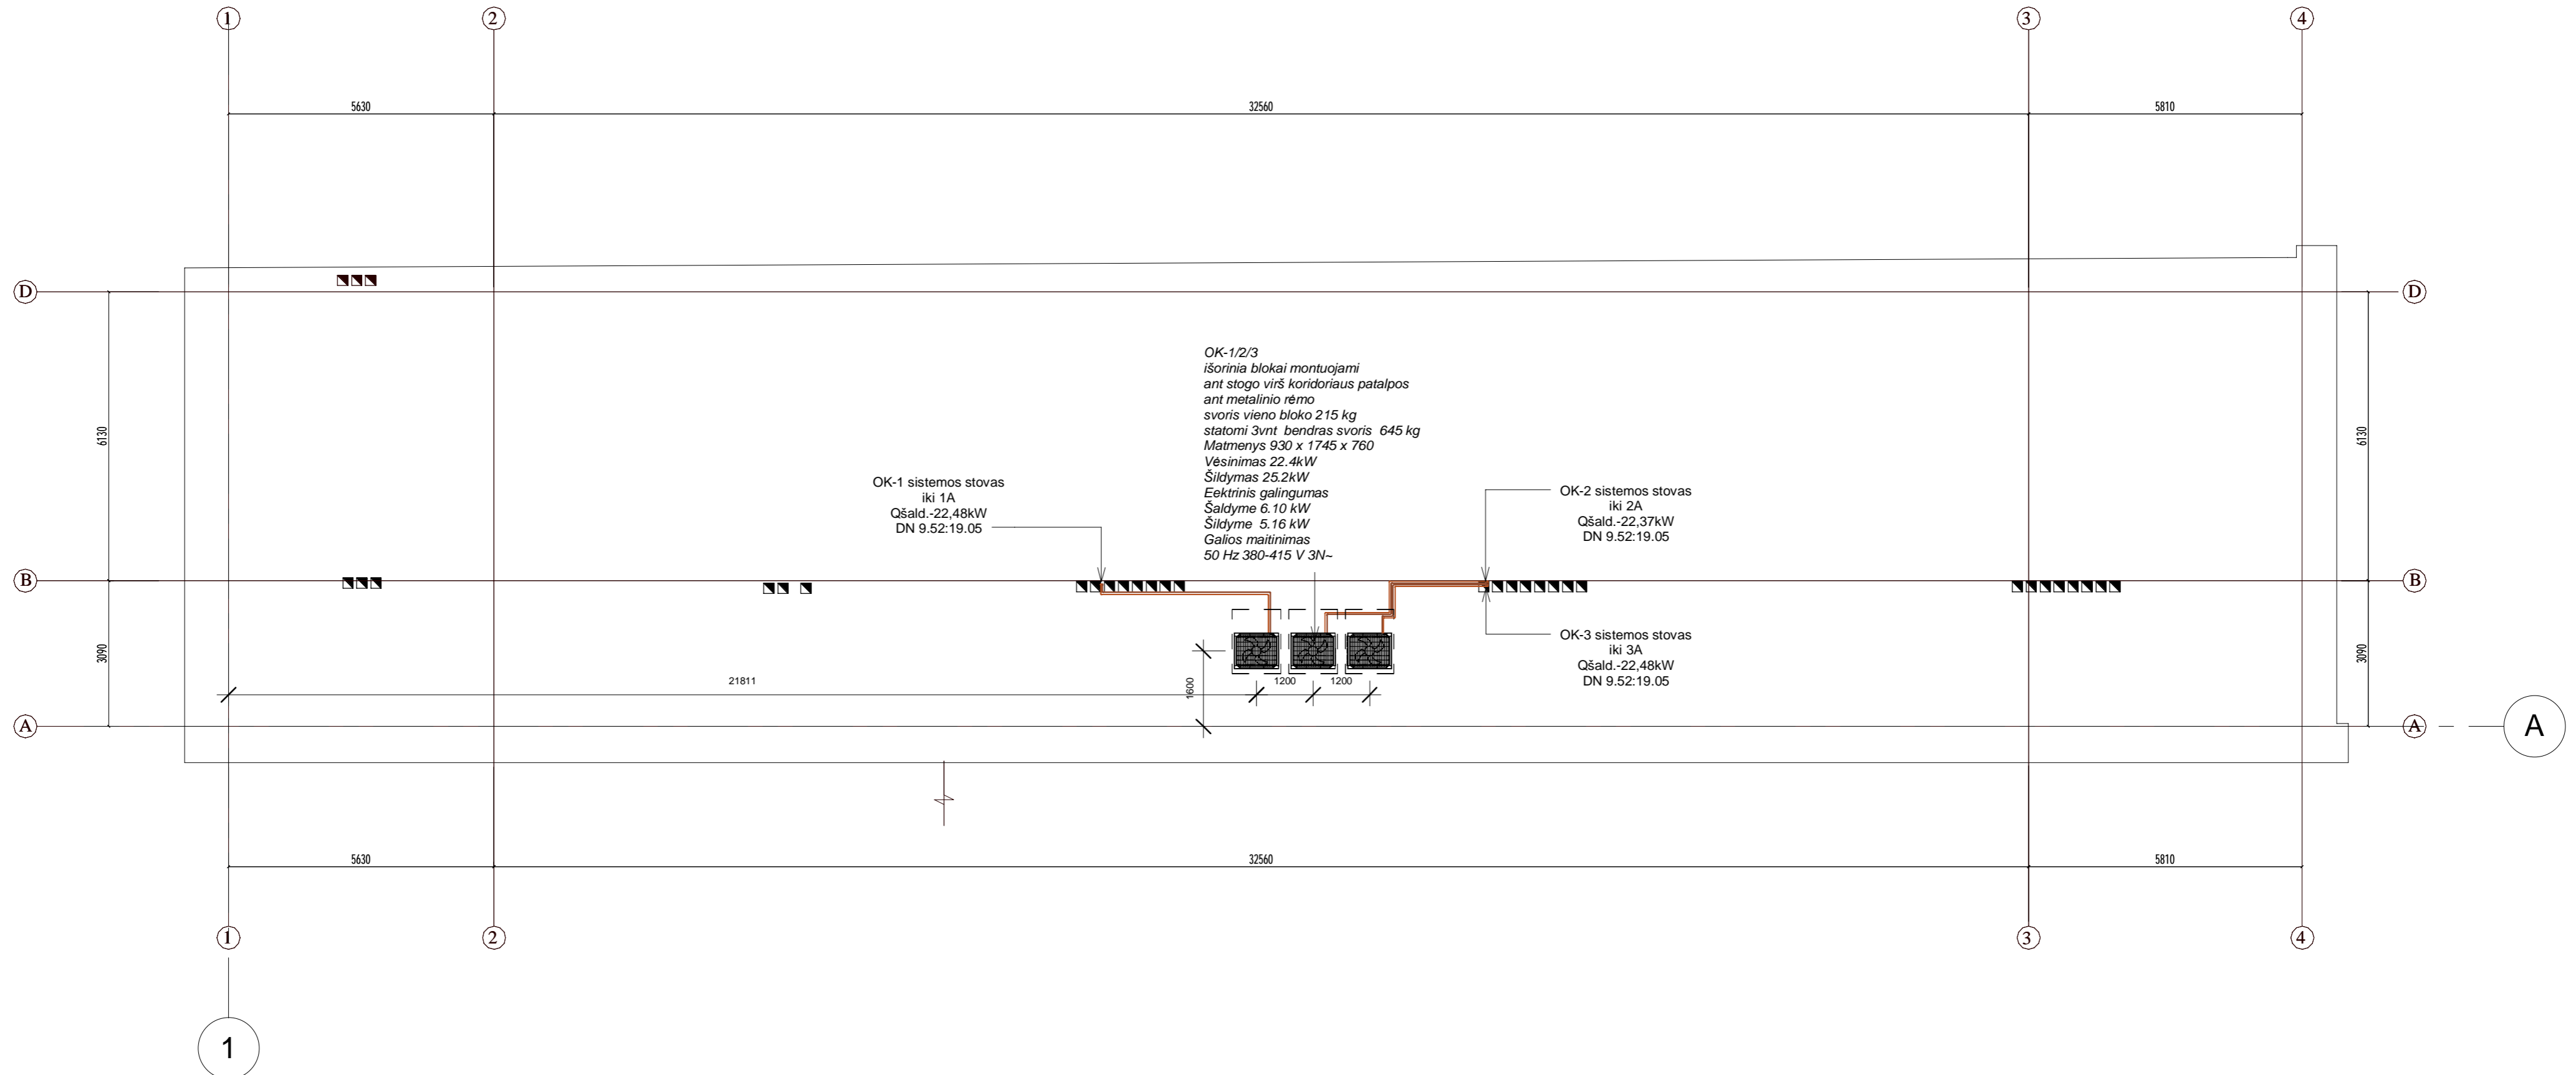 1
2
3
4
5630
32560
5810
D
D
OK-1/2/3
išorinia blokai montuojami
ant stogo virš koridoriaus patalpos
ant metalinio rėmo
svoris vieno bloko 215 kg
statomi 3vnt bendras svoris 645 kg
Matmenys 930 x 1745 x 760
Vėsinimas 22.4kW
Šildymas 25.2kW
Eektrinis galingumas
Šaldyme 6.10 kW
Šildyme 5.16 kW
Galios maitinimas
50 Hz 380-415 V 3N~
6130
6130
OK-1 sistemos stovas
iki 1A
Qšald.-22,48kW
DN 9.52:19.05
OK-2 sistemos stovas
iki 2A
Qšald.-22,37kW
DN 9.52:19.05
B
B
OK-3 sistemos stovas
iki 3A
Qšald.-22,48kW
DN 9.52:19.05
3090
3090
21811
1600
1200
1200
A
A
A
5630
32560
5810
1
2
3
4
1